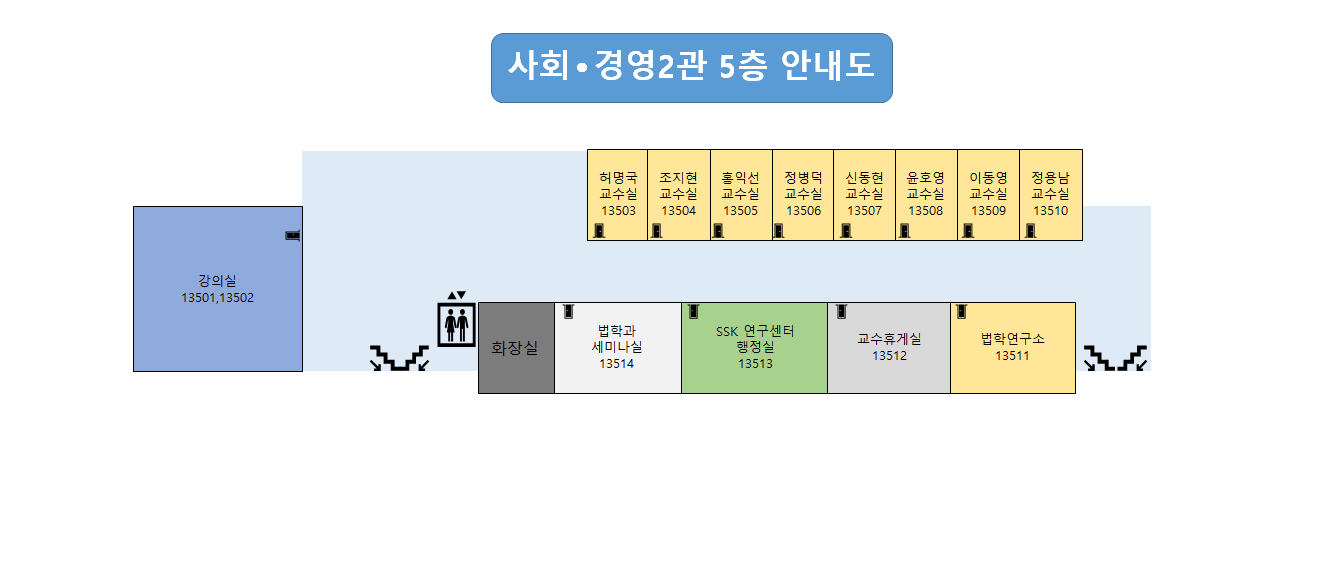 사회•경영2관 5층 안내도
허명국
교수실
13503
조지현
교수실
13504
홍익선
교수실
13505
정병덕
교수실
13506
신동현
교수실
13507
윤호영
교수실
13508
이동영
교수실
13509
정용남
교수실
13510
강의실
13501,13502
화장실
법학과
세미나실
13514
SSK 연구센터
행정실
13513
교수휴게실
13512
법학연구소
13511